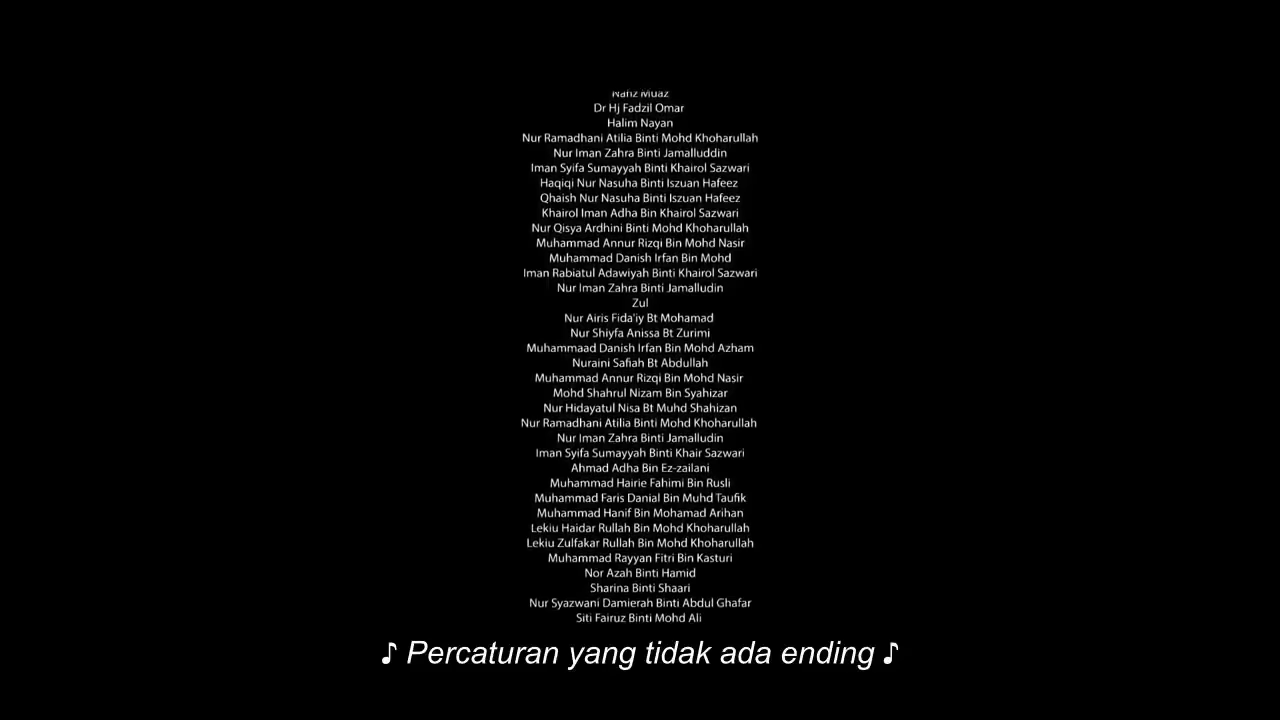 Nafiz Muaz
Dr Hj Fadzil Omar
Halim Nayan
Nur Ramadhani Atilia Binti Mohd Khoharullah
Nur Iman Zahra Binti Jamalluddin
Iman Syifa Sumayyah Binti Khairol Sazwari
Haqiqi Nur Nasuha Binti Iszuan Hafeez
Qhaish Nur Nasuha Binti Iszuan Hafeez
Khairol Iman Adha Bin Khairol Sazwari
Nur Qisya Ardhini Binti Mohd Khoharullah
Muhammad Annur Rizqi Bin Mohd Nasir
Muhammad Danish Irfan Bin Mohd
Iman Rabiatul Adawiyah Binti Khairol Sazwari
Nur Iman Zahra Binti Jamalludin
Zul
Nur Airis Fida'iy Bt Mohamad
Nur Shiyfa Anissa Bt Zurimi
Muhammaad Danish Irfan Bin Mohd Azham
Nuraini Safiah Bt Abdullah
Muhammad Annur Rizqi Bin Mohd Nasir
Mohd Shahrul Nizam Bin Syahizar
Nur Hidayatul Nisa Bt Muhd Shahizan
Nur Ramadhani Atilia Binti Mohd Khoharullah
Nur Iman Zahra Binti Jamalludin
Iman Syifa Sumayyah Binti Khair Sazwari
Ahmad Adha Bin Ez-zailani
Muhammad Hairie Fahimi Bin Rusli
Muhammad Faris Danial Bin Muhd Taufik
Muhammad Hanif Bin Mohamad Arihan
Lekiu Haidar Rullah Bin Mohd Khoharullah
Lekiu Zulfakar Rullah Bin Mohd Khoharullah
Muhammad Rayyan Fitri Bin Kasturi
Nor Azah Binti Hamid
Sharina Binti Shaari
Nur Syazwani Damierah Binti Abdul Ghafar
Siti Fairuz Binti Mohd Ali
♪ Percaturan yang tidak ada ending ♪